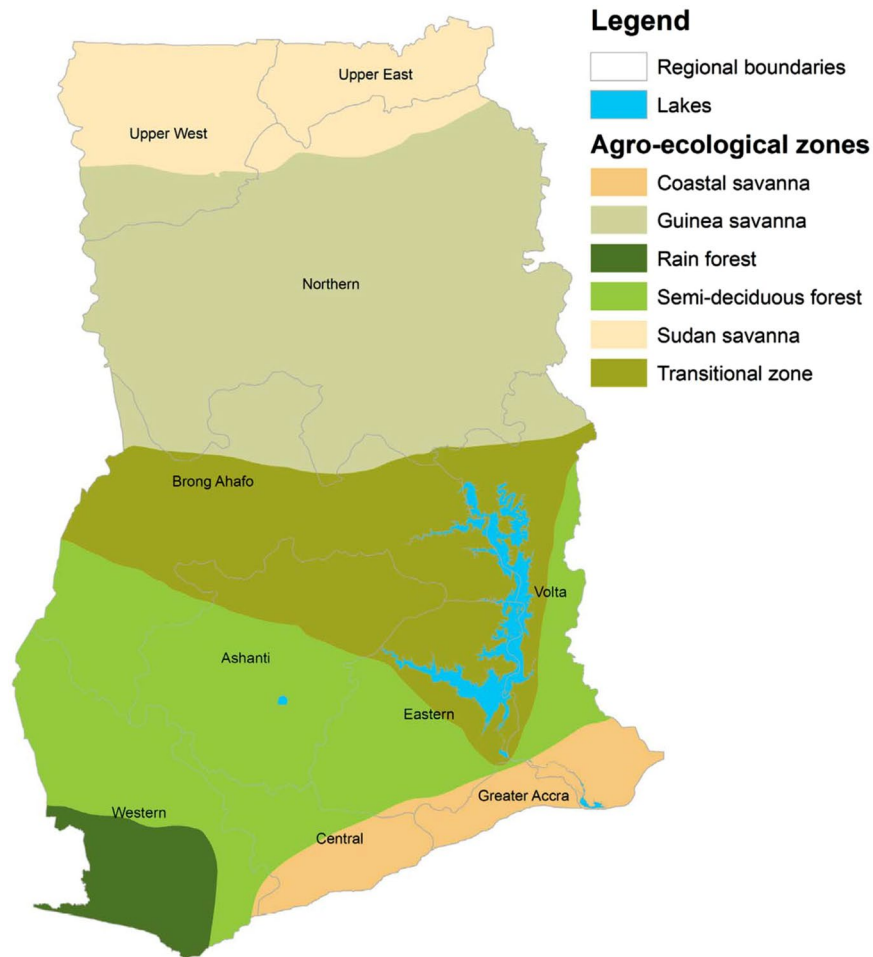 Legend
Regional boundaries
Lakes
Agro-ecological zones
Coastal savanna
Guinea savanna
Rain forest
Semi-deciduous forest
Sudan savanna
Transitional zone
Upper East
Upper West
Northern
Brong Ahafo
Volta
Ashanti
Eastern
Greater Accra
Western
Central